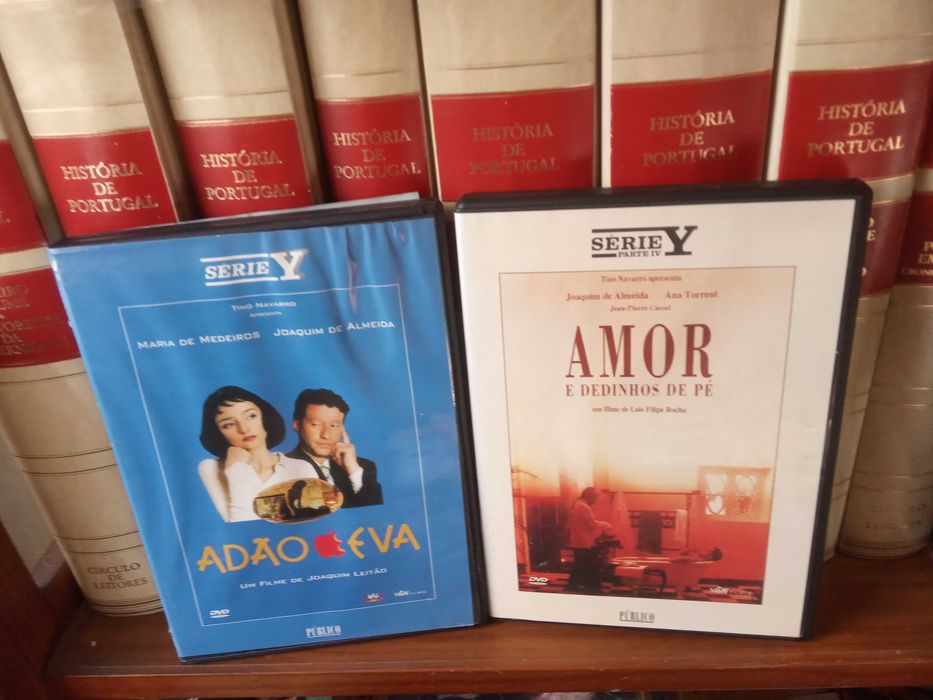 HISTÓRIA
DE
PORTUGAL
HISTÓRIA
DE
PORTUGAL
HISTÓRIA
DE
PORTUGAL
HISTÓRIA
DE
PORTUGAL
HISTÓRIA
DE
PORTUGAL
HISTÓRIA
DE
PORTUGAL
CÍRCULO
DE
LEITORES
SÉRIE Y
TINO NAVARRO
APRESENTA
MARIA DE MEDEIROS JOAQUIM DE ALMEIDA
ADÃO EVA
UM FILME DE JOAQUIM LEITÃO
DVD
PÚBLICO
SÉRIE Y
PARTE IV
Tino Navarro apresenta
Joaquim de Almeida Ana Torrent
Jean-Pierre Cassel
AMOR
E DEDINHOS DE PÉ
um filme de Luís Filipe Rocha
DVD
PÚBLICO